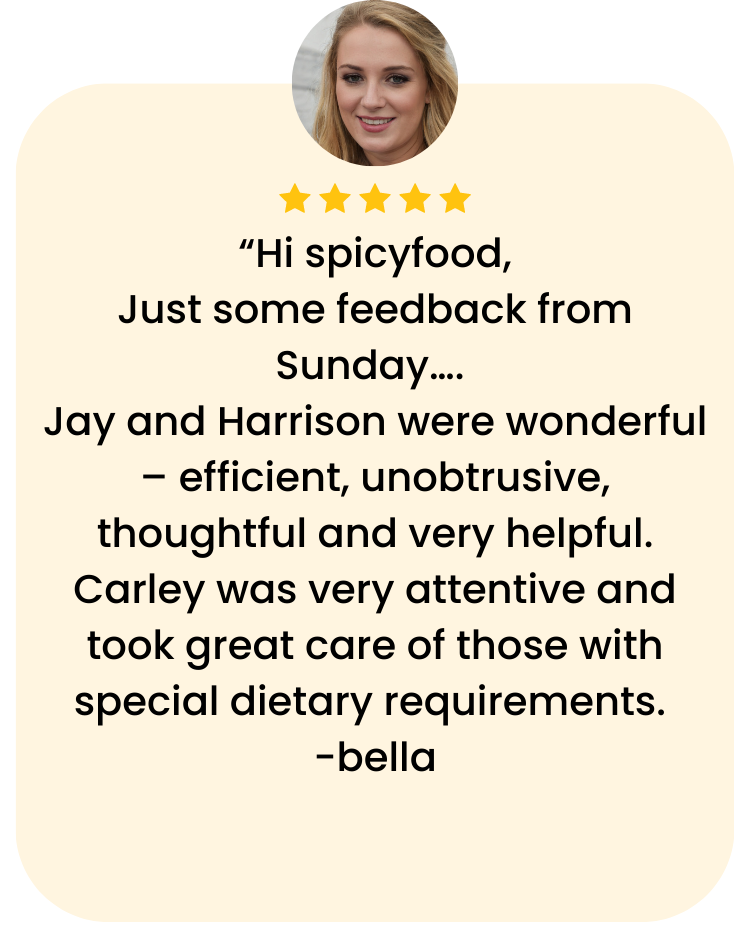 “Hi spicyfood,
Just some feedback from
Sunday....
Jay and Harrison were wonderful
– efficient, unobtrusive,
thoughtful and very helpful.
Carley was very attentive and
took great care of those with
special dietary requirements.
-bella